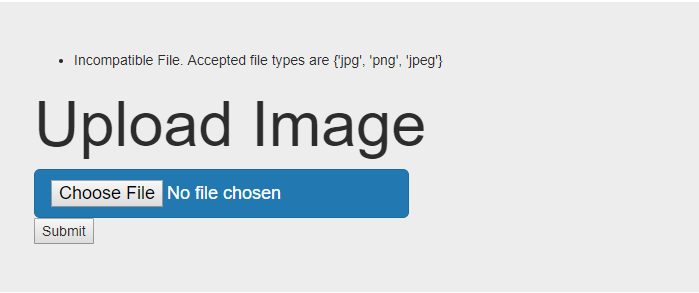 Incompatible File. Accepted file types are {'jpg', 'png', 'jpeg'}
Upload Image
Choose File No file chosen
Submit